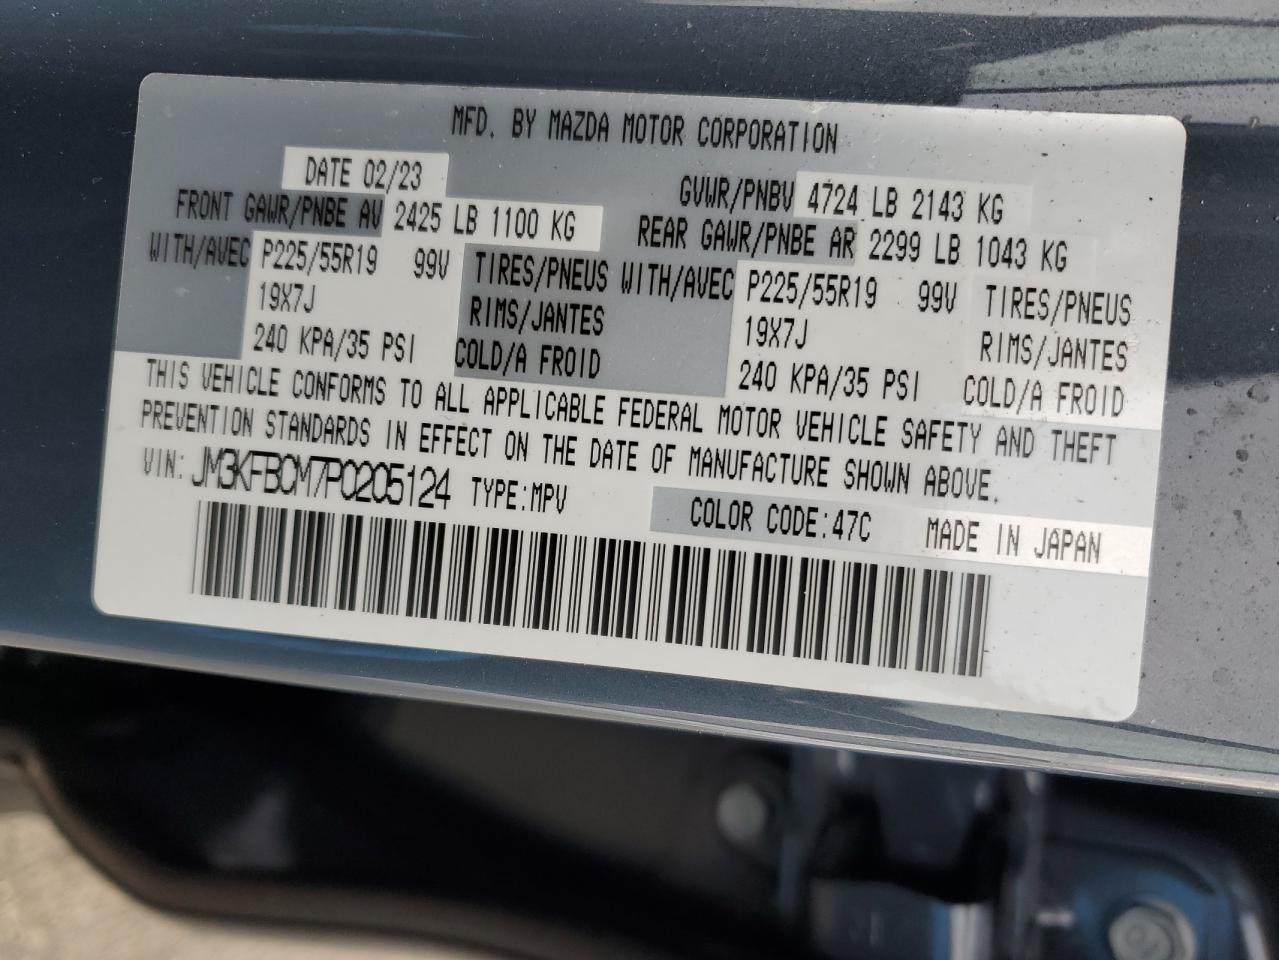 MFD. BY MAZDA MOTOR CORPORATION
DATE 02/23
GVWR/PNBV 4724 LB 2143 KG
FRONT GAWR/PNBE AV 2425 LB 1100 KG
REAR GAWR/PNBE AR 2299 LB 1043 KG
WITH/AVEC P225/55R19 99V TIRES/PNEUS
19X7J RIMS/JANTES
240 KPA/35 PSI COLD/A FROID
WITH/AVEC P225/55R19 99V TIRES/PNEUS
19X7J RIMS/JANTES
240 KPA/35 PSI COLD/A FROID
THIS VEHICLE CONFORMS TO ALL APPLICABLE FEDERAL MOTOR VEHICLE SAFETY AND THEFT
PREVENTION STANDARDS IN EFFECT ON THE DATE OF MANUFACTURE SHOWN ABOVE.
VIN: JM3KFBCM7P0205124 TYPE:MPV
COLOR CODE:47C MADE IN JAPAN